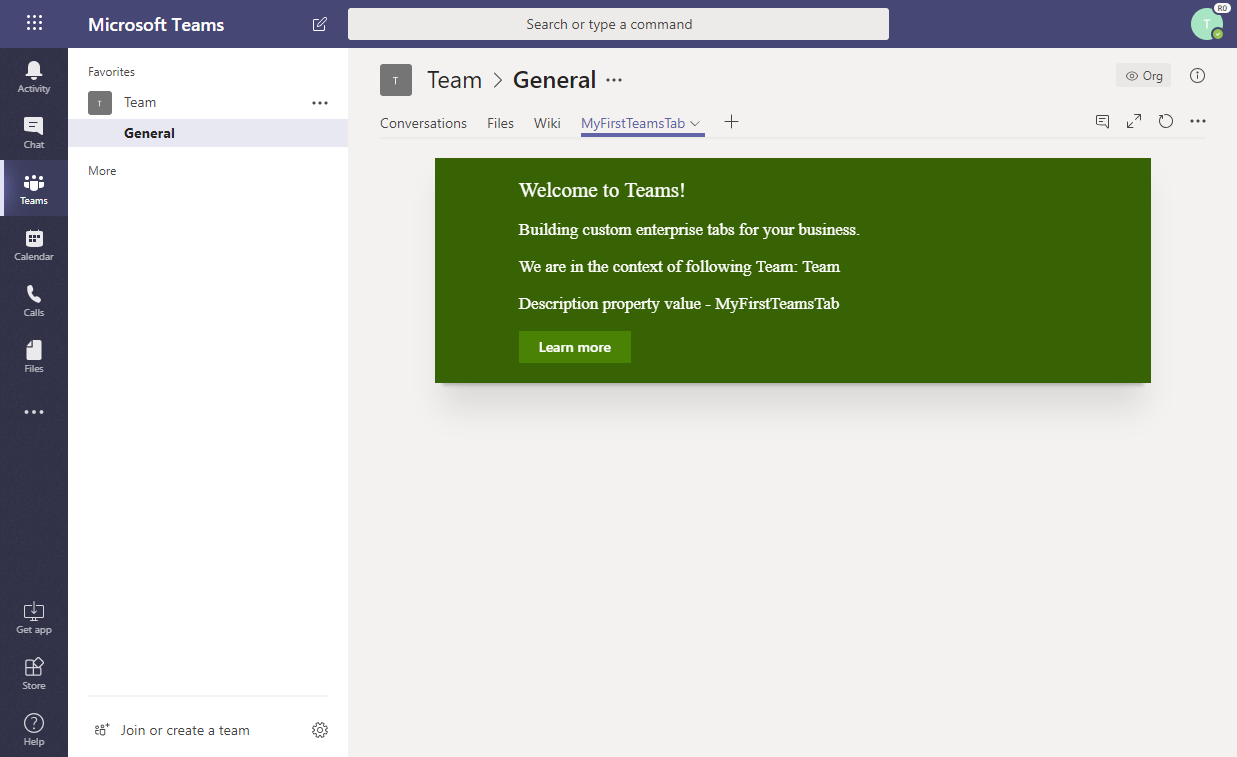 Microsoft Teams
Search or type a command
T
R0
Activity
Chat
Teams
Calendar
Calls
Files
Get app
Store
Help
Favorites
T
Team
General
More
Join or create a team
T
Team
General
Org
Conversations
Files
Wiki
MyFirstTeamsTab
Welcome to Teams!
Building custom enterprise tabs for your business.
We are in the context of following Team: Team
Description property value - MyFirstTeamsTab
Learn more